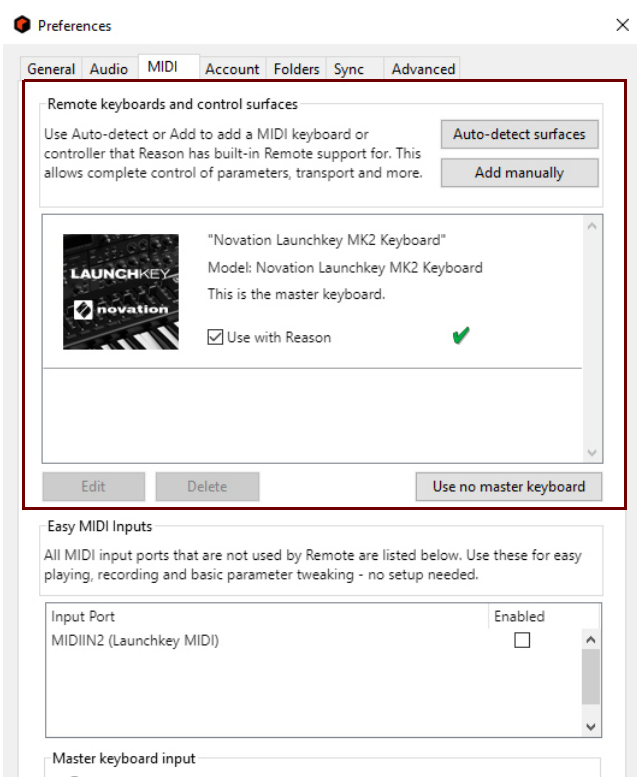 Preferences
General Audio MIDI Account Folders Sync Advanced
Remote keyboards and control surfaces
Use Auto-detect or Add to add a MIDI keyboard or
controller that Reason has built-in Remote support for. This
allows complete control of parameters, transport and more.
Auto-detect surfaces
Add manually
LAUNCHKEY
novation
"Novation Launchkey MK2 Keyboard"
Model: Novation Launchkey MK2 Keyboard
This is the master keyboard.
Use with Reason
Edit Delete Use no master keyboard
Easy MIDI Inputs
All MIDI input ports that are not used by Remote are listed below. Use these for easy
playing, recording and basic parameter tweaking - no setup needed.
Input Port Enabled
MIDIIN2 (Launchkey MIDI)
Master keyboard input